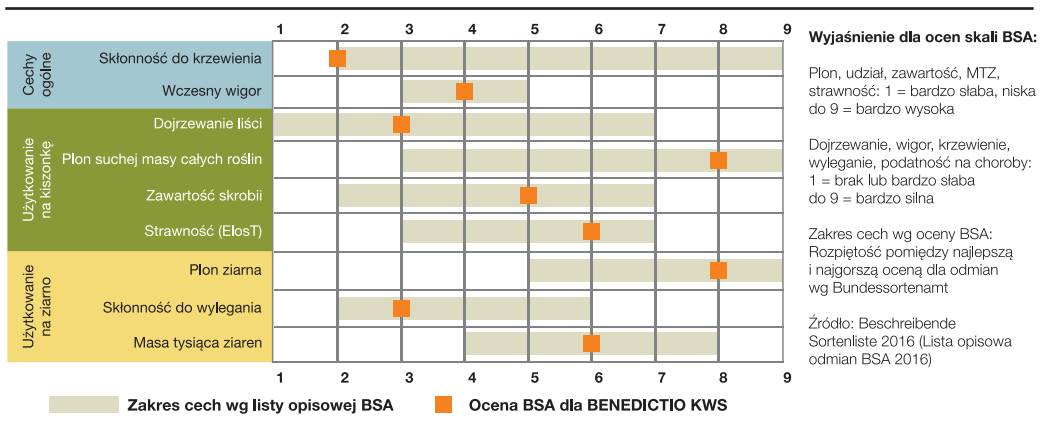 1 2 3 4 5 6 7 8 9
Cechy
ogólne
Skłonność do krzewienia
Wczesny wigor
Użytkowanie
na kiszonkę
Dojrzewanie liści
Plon suchej masy całych roślin
Zawartość skrobii
Strawność (ElosT)
Użytkowanie
na ziarno
Plon ziarna
Skłonność do wylegania
Masa tysiąca ziaren
1 2 3 4 5 6 7 8 9
Zakres cech wg listy opisowej BSA
Ocena BSA dla BENEDICTIO KWS
Wyjaśnienie dla ocen skali BSA:
Plon, udział, zawartość, MTZ,
strawność: 1 = bardzo słaba, niska
do 9 = bardzo wysoka
Dojrzewanie, wigor, krzewienie,
wyleganie, podatność na choroby:
1 = brak lub bardzo słaba
do 9 = bardzo silna
Zakres cech wg oceny BSA:
Rozpiętość pomiędzy najlepszą
i najgorszą oceną dla odmian
wg Bundessortenamt
Źródło: Beschreibende
Sortenliste 2016 (Lista opisowa
odmian BSA 2016)